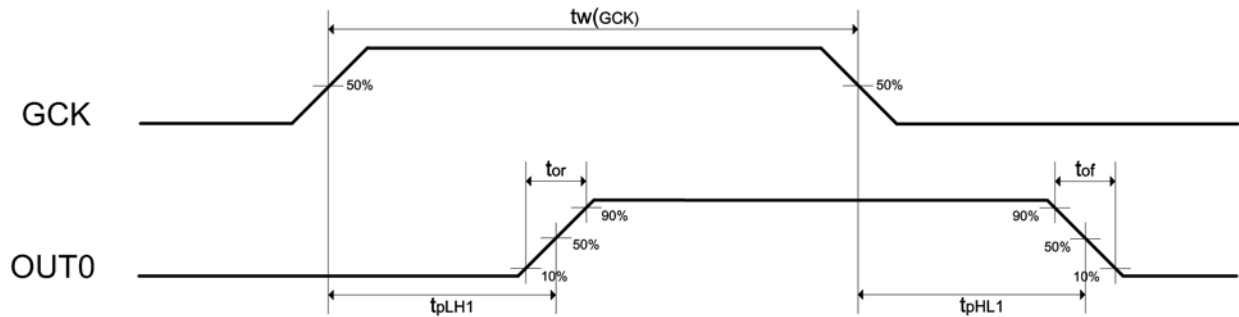 tw(GCK)
50% 50%
GCK
tor tof
90% 90%
50% 50%
OUT0
10% 10%
tpLH1 tpHL1